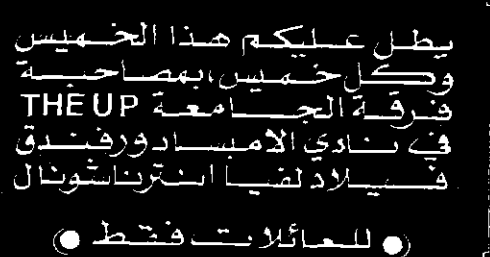 يطل عليكم هذا الخميس
وكل خميس، بمصاحبة
فرقة الجامعة THE UP
في نادي الامبسادور فندق
فيلادلفيا انترناشونال
للعائلات فقط